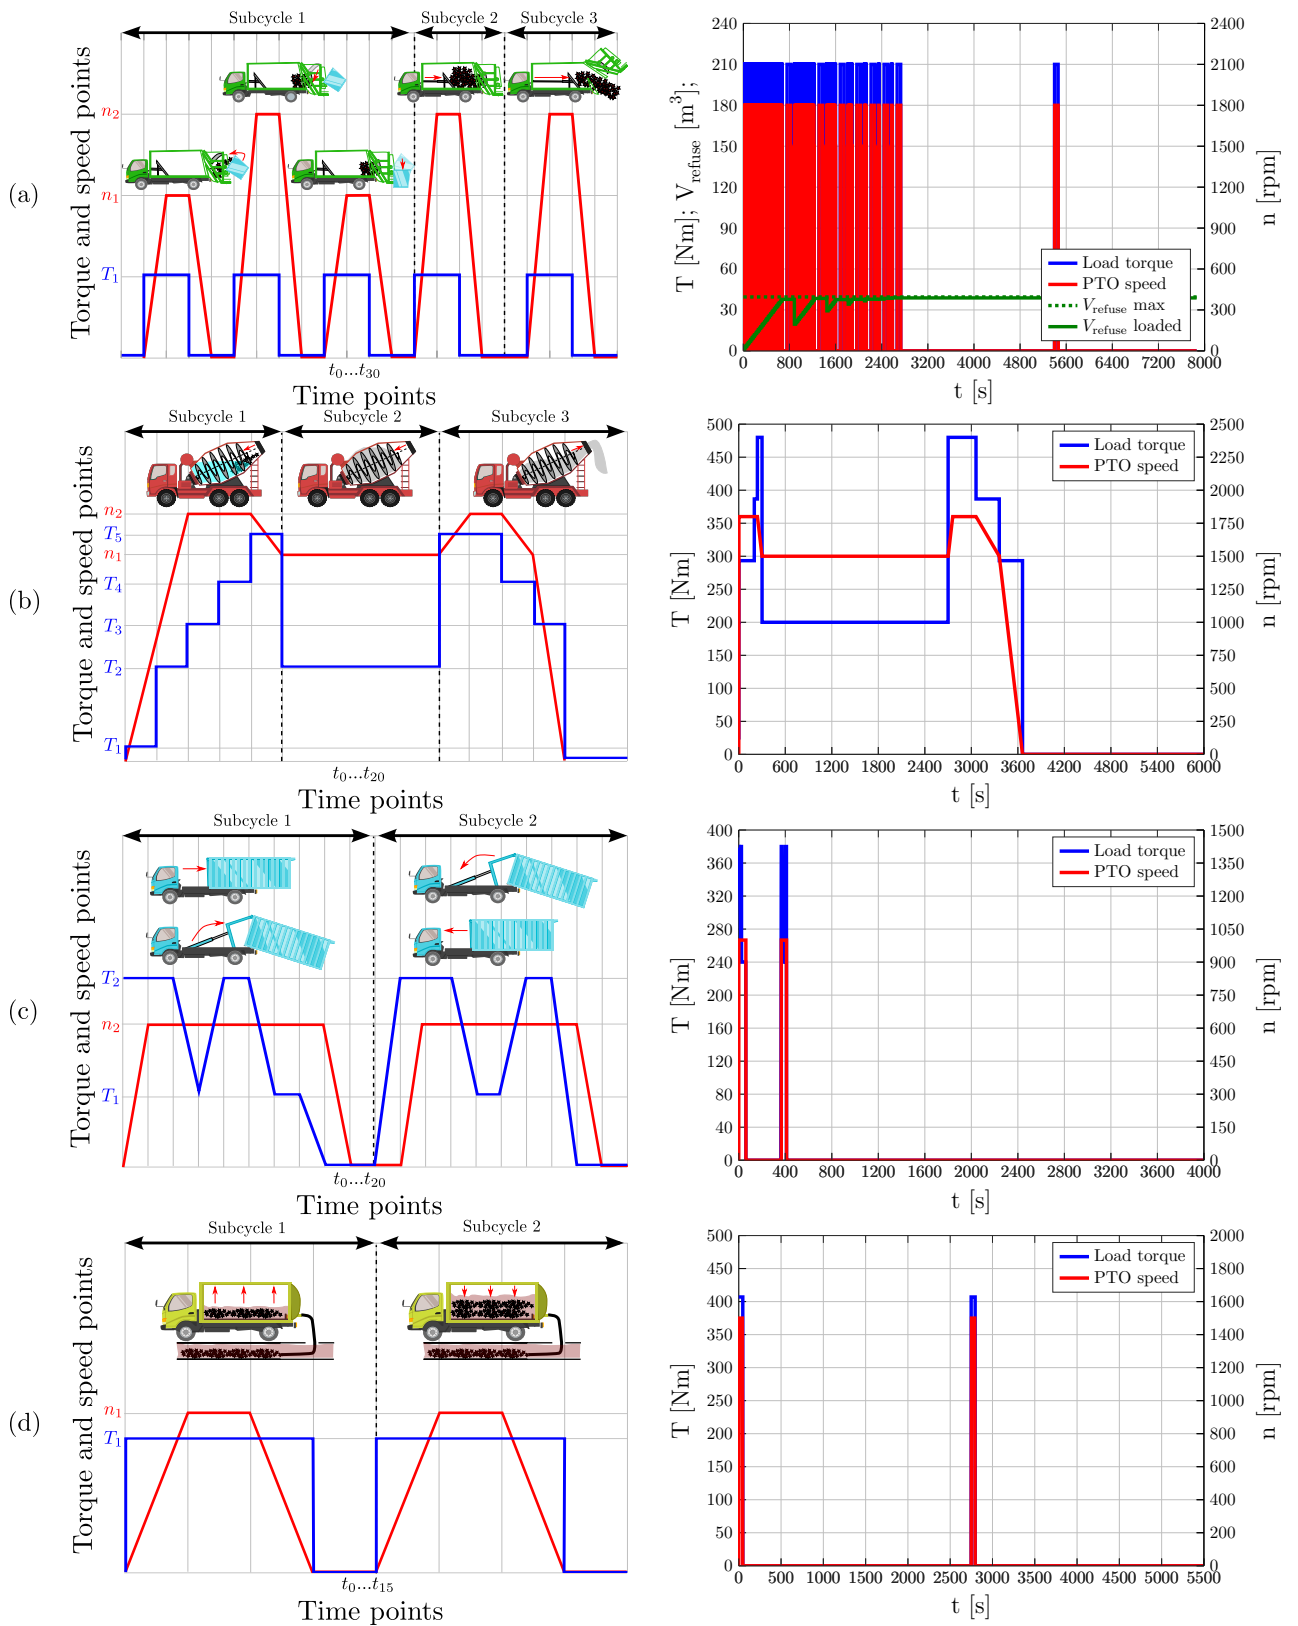 (a)
Torque and speed points
Subcycle 1 Subcycle 2 Subcycle 3
n2
n1
T1
t0...t30
Time points
T [Nm]; Vrefuse [m3];
240
210
180
150
120
90
60
30
0
2400
2100
1800
1500
1200
900
600
300
0
n [rpm]
Load torque
PTO speed
Vrefuse max
Vrefuse loaded
0 800 1600 2400 3200 4000 4800 5600 6400 7200 8000
t [s]
(b)
Torque and speed points
Subcycle 1 Subcycle 2 Subcycle 3
n2
T5
n1
T4
T3
T2
T1
t0...t20
Time points
T [Nm]
500
450
400
350
300
250
200
150
100
50
0
2500
2250
2000
1750
1500
1250
1000
750
500
250
0
n [rpm]
Load torque
PTO speed
0 600 1200 1800 2400 3000 3600 4200 4800 5400 6000
t [s]
(c)
Torque and speed points
Subcycle 1 Subcycle 2
T2
n2
T1
t0...t20
Time points
T [Nm]
400
360
320
280
240
200
160
120
80
40
0
1500
1350
1200
1050
900
750
600
450
300
150
0
n [rpm]
Load torque
PTO speed
0 400 800 1200 1600 2000 2400 2800 3200 3600 4000
t [s]
(d)
Torque and speed points
Subcycle 1 Subcycle 2
n1
T1
t0...t15
Time points
T [Nm]
500
450
400
350
300
250
200
150
100
50
0
2000
1800
1600
1400
1200
1000
800
600
400
200
0
n [rpm]
Load torque
PTO speed
0 500 1000 1500 2000 2500 3000 3500 4000 4500 5000 5500
t [s]